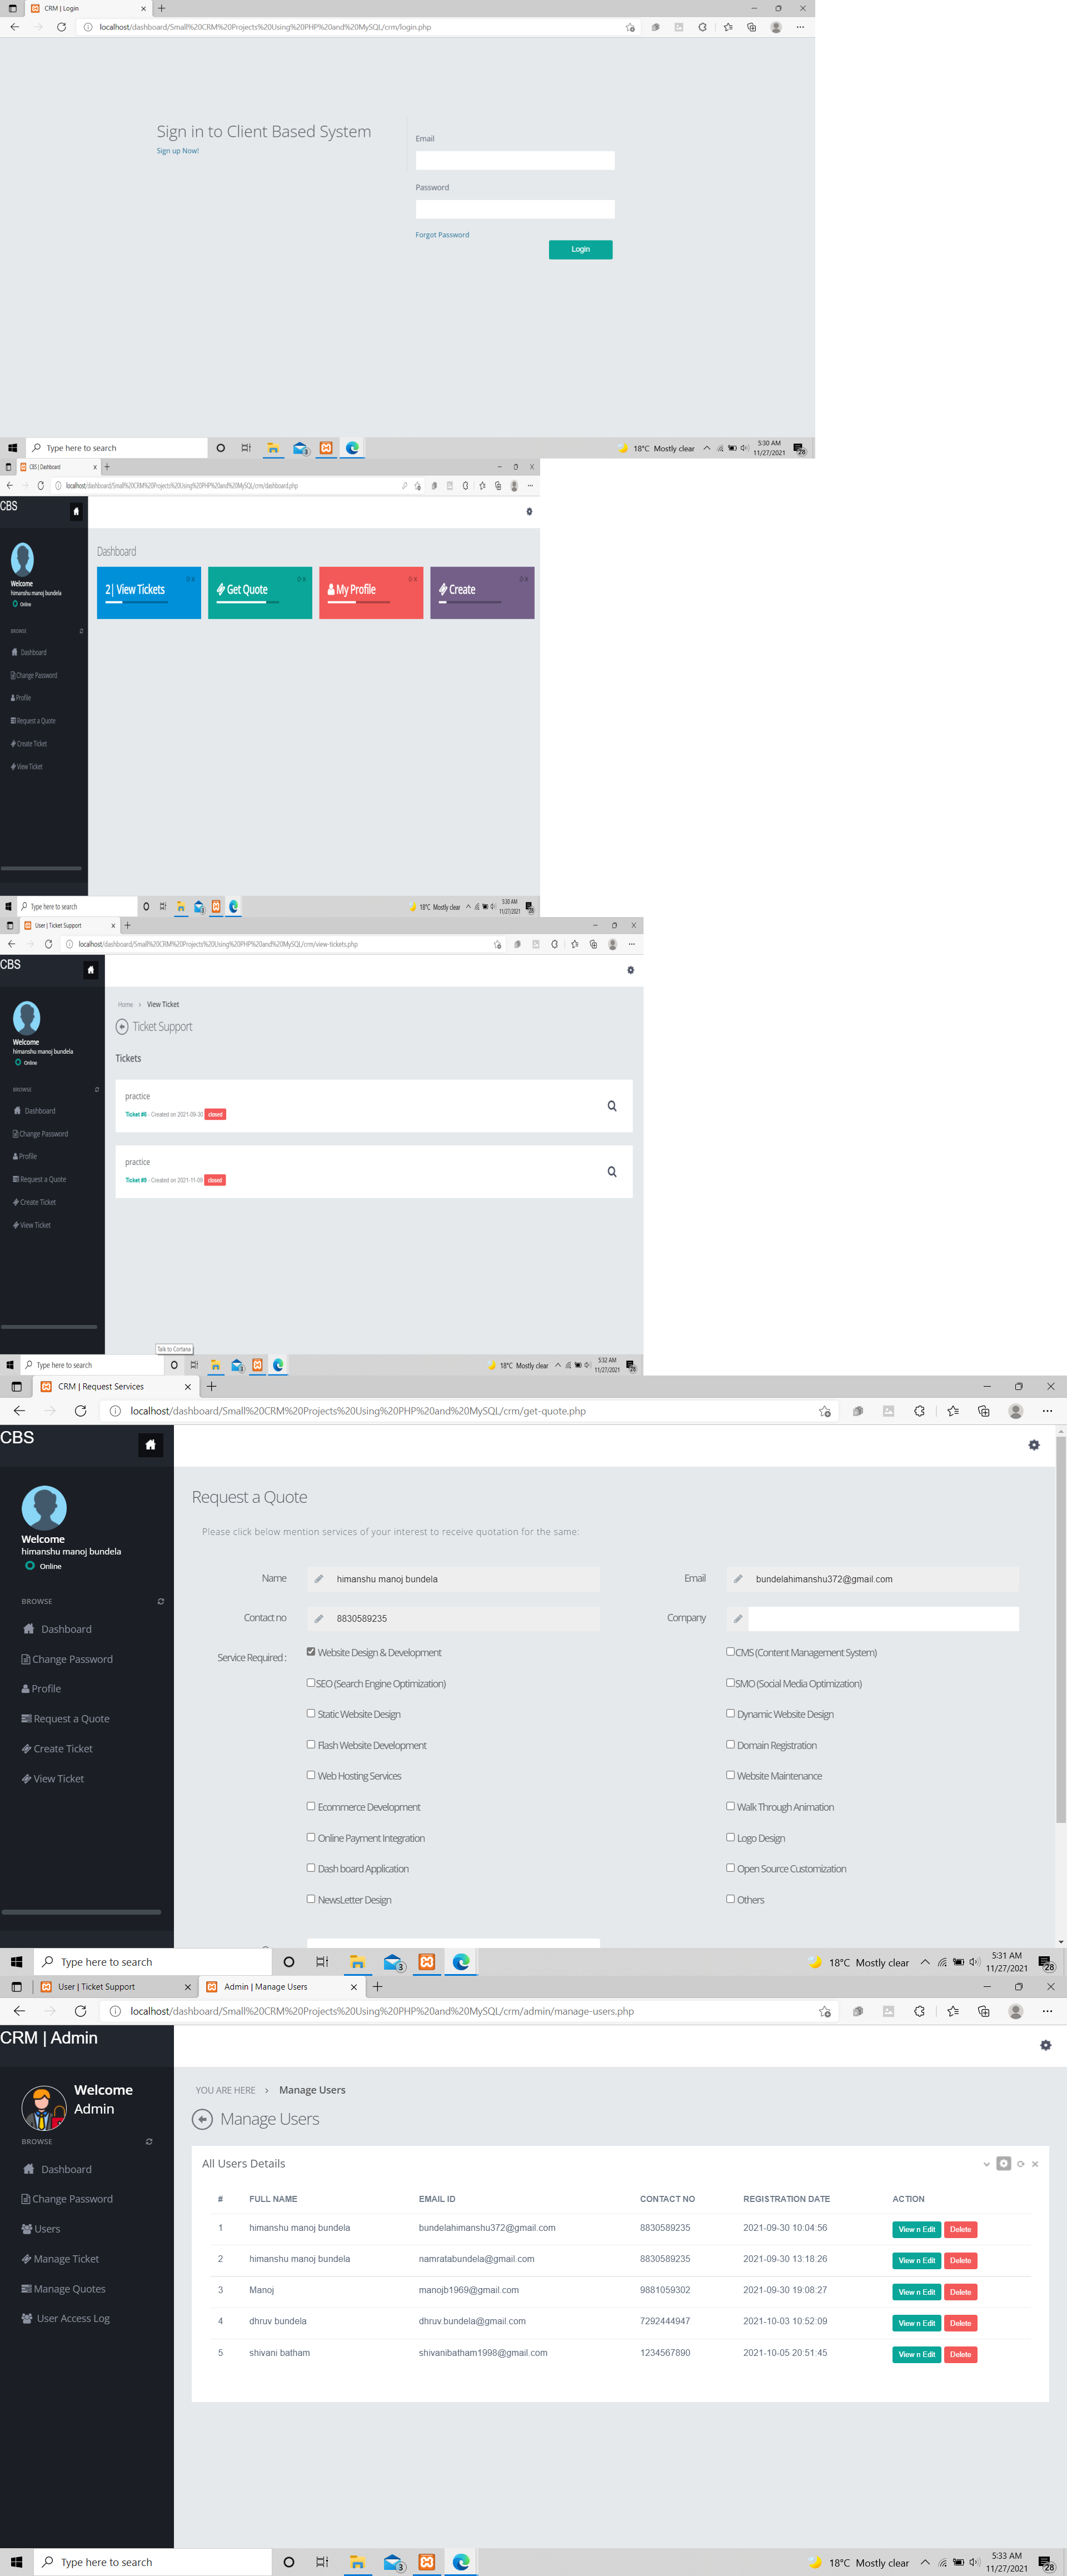 CRM | Login
localhost/dashboard/Small%20CRM%20Projects%20Using%20PHP%20and%20MySQL/crm/login.php
Sign in to Client Based System
Sign up Now!
Email
Password
Forgot Password
Login
Type here to search
3
18°C Mostly clear
5:30 AM
11/27/2021
28
CBS | Dashboard
localhost/dashboard/Small%20CRM%20Projects%20Using%20PHP%20and%20MySQL/crm/dashboard.php
CBS
Welcome
himanshu manoj bundela
Online
BROWSE
Dashboard
Change Password
Profile
Request a Quote
Create Ticket
View Ticket
Dashboard
2| View Tickets
Get Quote
My Profile
Create
Type here to search
3
18°C Mostly clear
5:30 AM
11/27/2021
28
User | Ticket Support
localhost/dashboard/Small%20CRM%20Projects%20Using%20PHP%20and%20MySQL/crm/view-tickets.php
CBS
Welcome
himanshu manoj bundela
Online
BROWSE
Dashboard
Change Password
Profile
Request a Quote
Create Ticket
View Ticket
Home › View Ticket
Ticket Support
Tickets
practice
Ticket #6 - Created on 2021-09-30 closed
practice
Created on 2021-11-09 closed
Talk to Cortana
Type here to search
3
18°C Mostly clear
5:32 AM
11/27/2021
28
CRM | Request Services
localhost/dashboard/Small%20CRM%20Projects%20Using%20PHP%20and%20MySQL/crm/get-quote.php
CBS
Welcome
himanshu manoj bundela
Online
BROWSE
Dashboard
Change Password
Profile
Request a Quote
Create Ticket
View Ticket
Request a Quote
Please click below mention services of your interest to receive quotation for the same:
Name himanshu manoj bundela Email bundelahimanshu372@gmail.com
Contact no 8830589235 Company
Service Required : Website Design & Development CMS (Content Management System)
SEO (Search Engine Optimization) SMO (Social Media Optimization)
Static Website Design Dynamic Website Design
Flash Website Development Domain Registration
Web Hosting Services Website Maintenance
Ecommerce Development Walk Through Animation
Online Payment Integration Logo Design
Dash board Application Open Source Customization
NewsLetter Design Others
Type here to search
3
18°C Mostly clear
5:31 AM
11/27/2021
28
User | Ticket Support Admin | Manage Users
localhost/dashboard/Small%20CRM%20Projects%20Using%20PHP%20and%20MySQL/crm/admin/manage-users.php
CRM | Admin
Welcome
Admin
BROWSE
Dashboard
Change Password
Users
Manage Ticket
Manage Quotes
User Access Log
YOU ARE HERE › Manage Users
Manage Users
All Users Details
# FULL NAME EMAIL ID CONTACT NO REGISTRATION DATE ACTION
1 himanshu manoj bundela bundelahimanshu372@gmail.com 8830589235 2021-09-30 10:04:56 View n Edit Delete
2 himanshu manoj bundela namratabundela@gmail.com 8830589235 2021-09-30 13:18:26 View n Edit Delete
3 Manoj manojb1969@gmail.com 9881059302 2021-09-30 19:08:27 View n Edit Delete
4 dhruv bundela dhruv.bundela@gmail.com 7292444947 2021-10-03 10:52:09 View n Edit Delete
5 shivani batham shivanibatham1998@gmail.com 1234567890 2021-10-05 20:51:45 View n Edit Delete
Type here to search
3
18°C Mostly clear
5:33 AM
11/27/2021
28